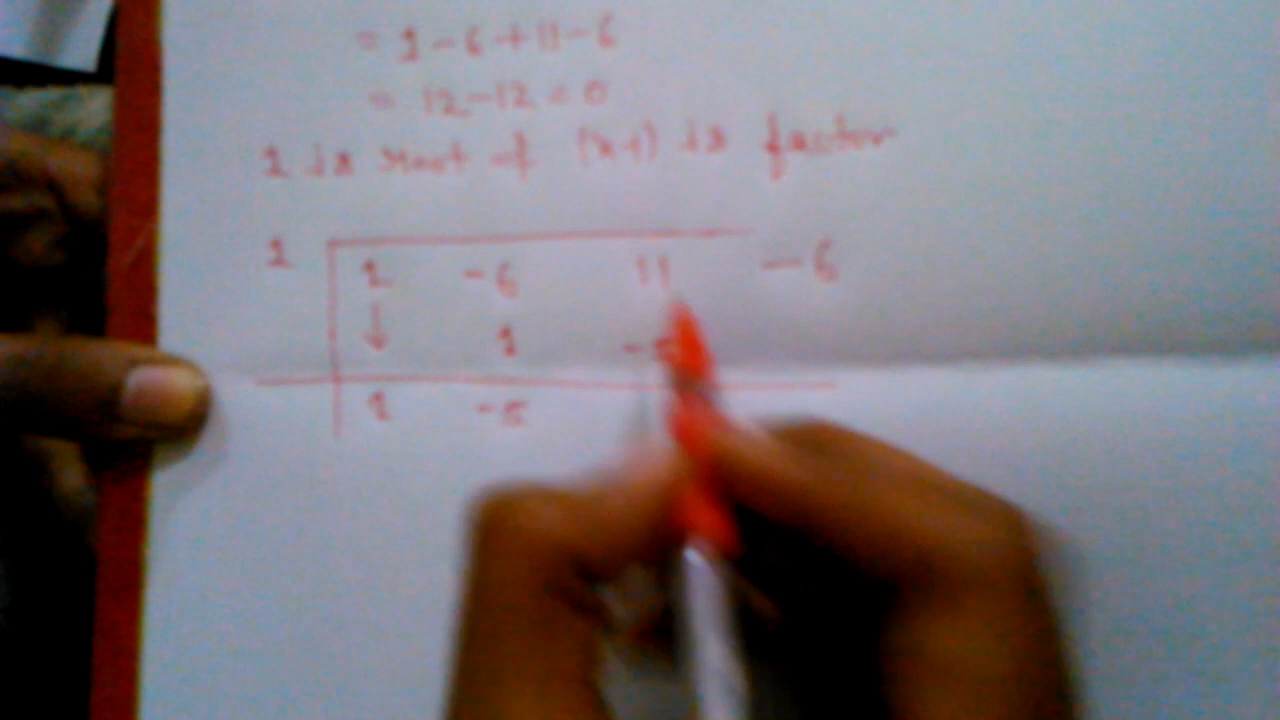 = 1 - 6 + 11 - 6
= 12 - 12 = 0
1 is root of (x-1) is factor
1 1 -6 11 -6
↓ 1 -5
1 -5